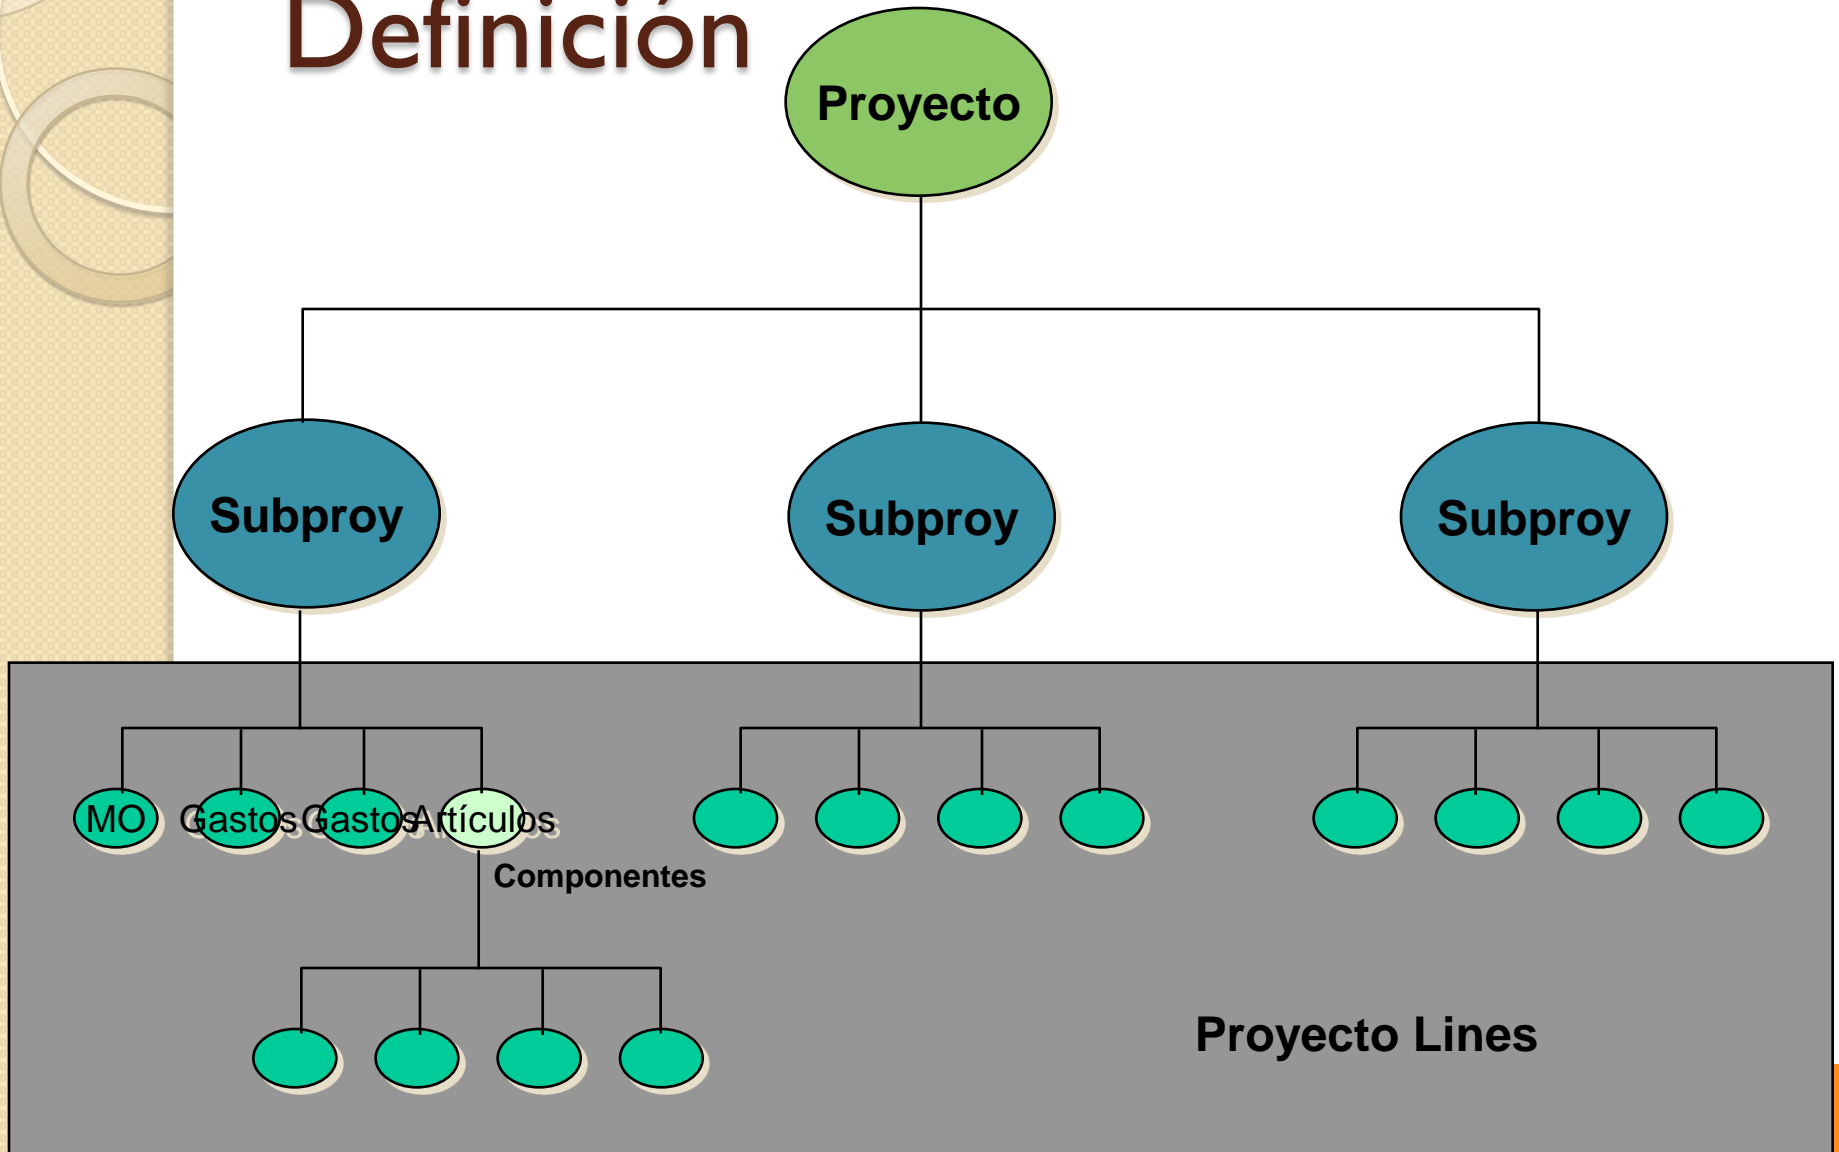 Definición
Proyecto
Subproy
Subproy
Subproy
MO
Gastos
Gastos
Artículos
Componentes
Proyecto Lines